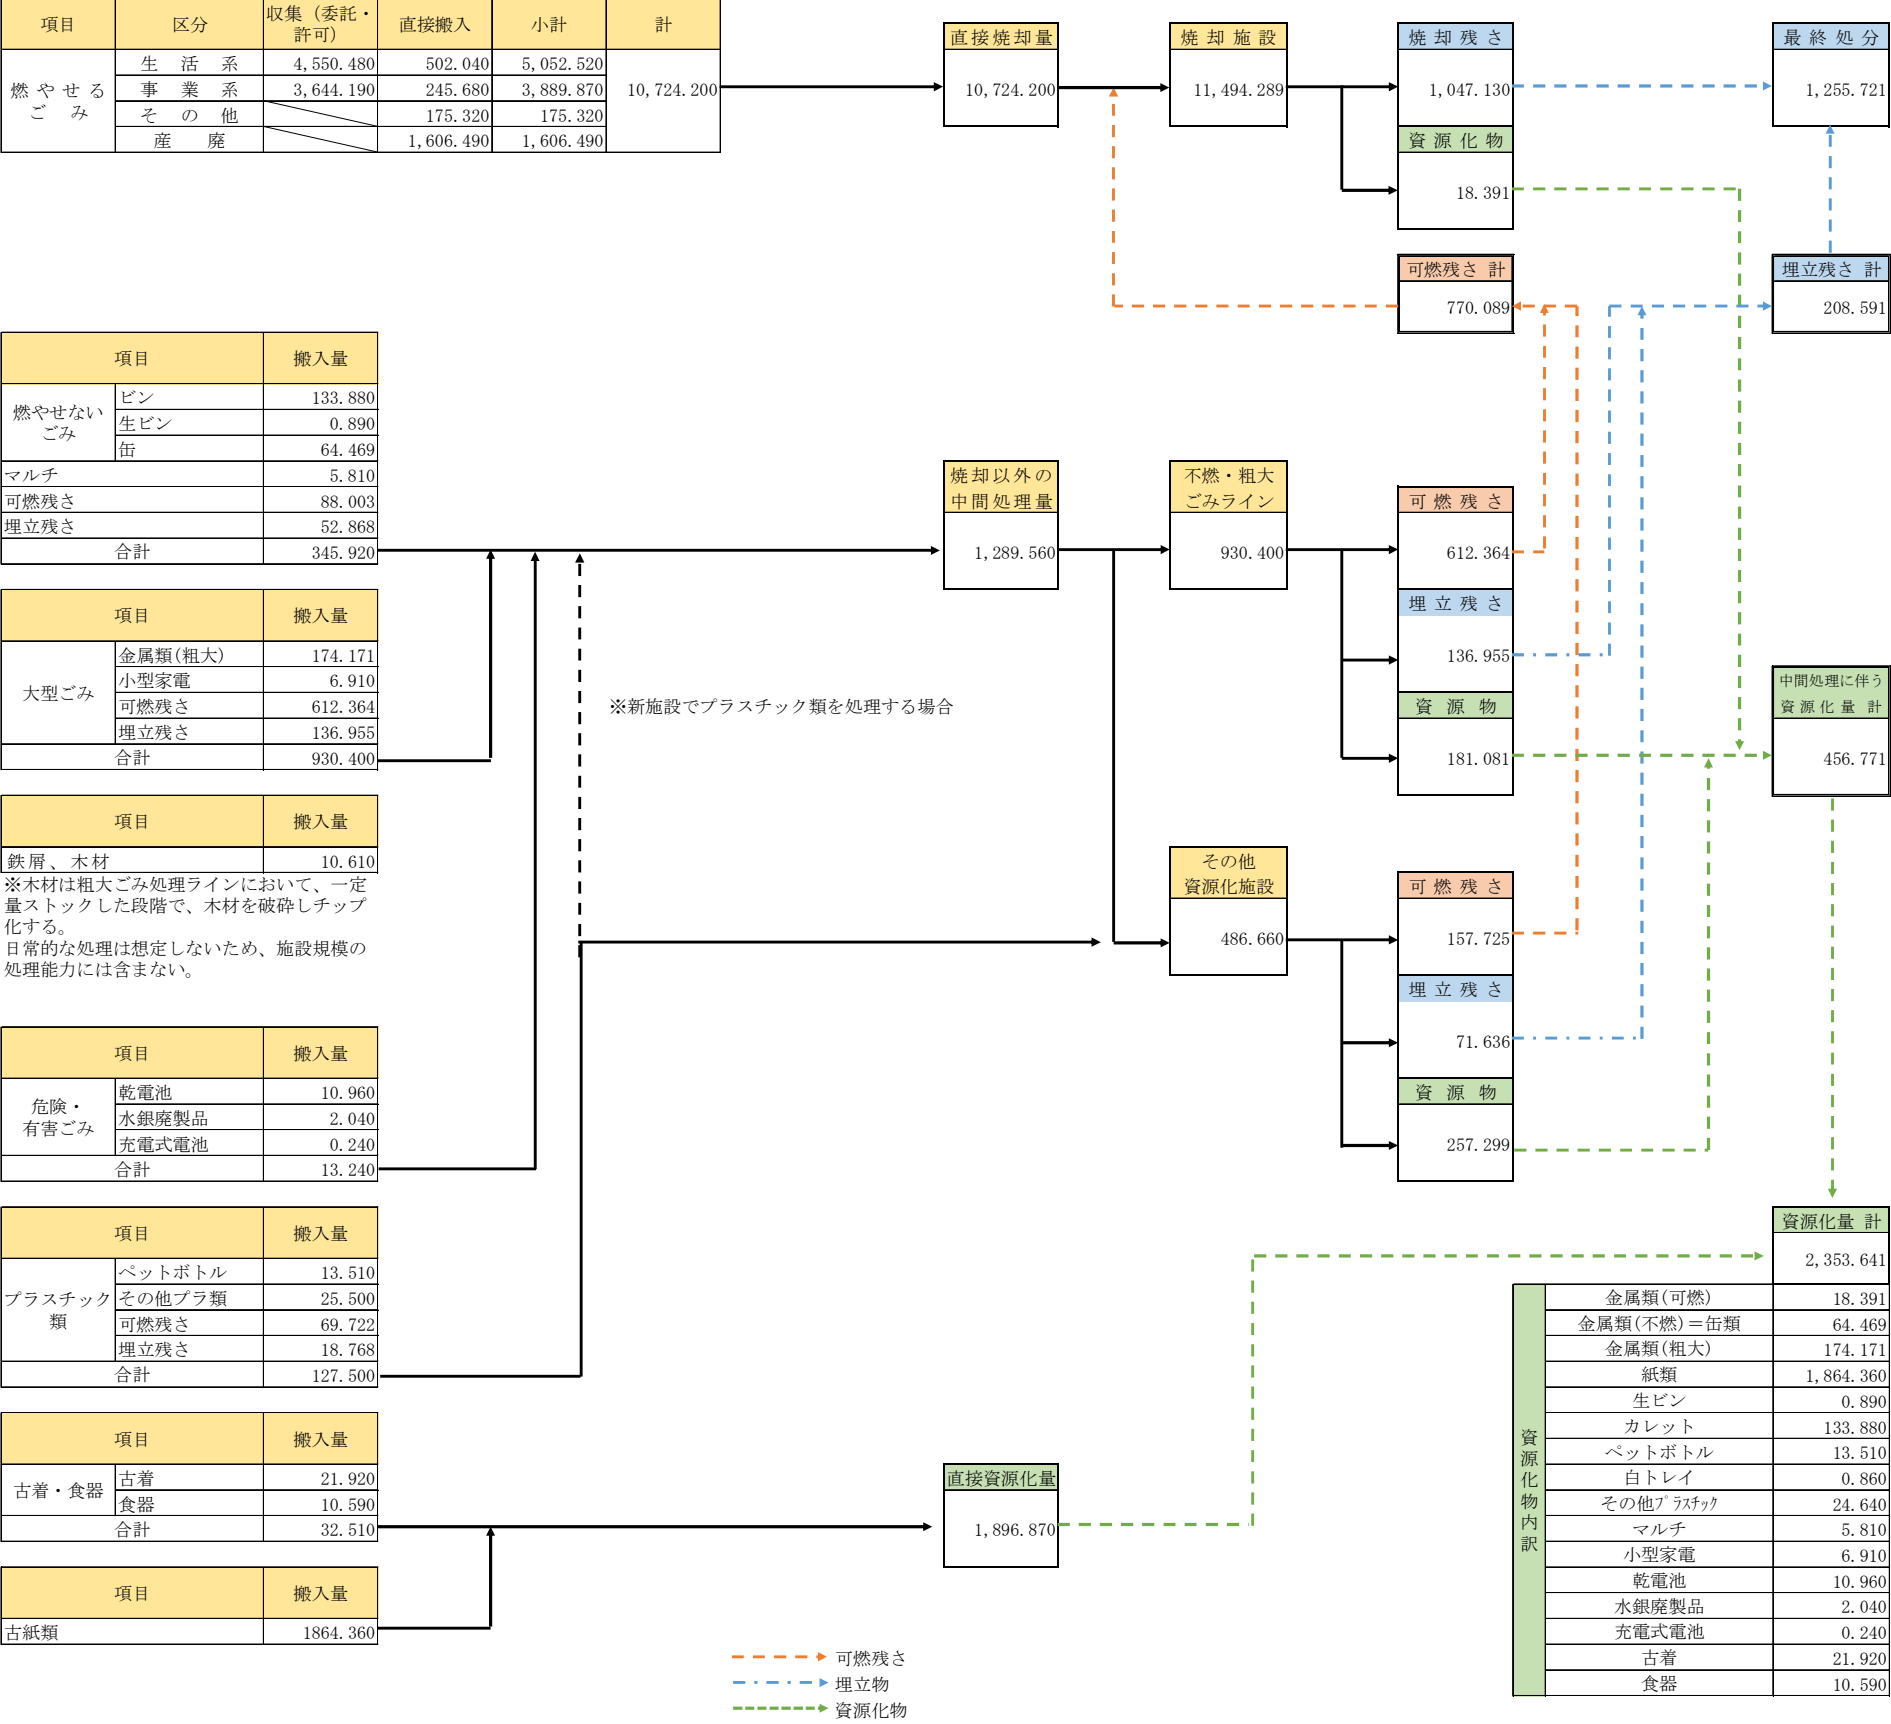 項目 区分 収集（委託・許可） 直接搬入 小計 計
燃やせるごみ 生活系 4,550.480 502.040 5,052.520 10,724.200
事業系 3,644.190 245.680 3,889.870
その他 175.320 175.320
産廃 1,606.490 1,606.490
直接焼却量
10,724.200
焼却施設
11,494.289
焼却残さ
1,047.130
資源化物
18.391
最終処分
1,255.721
可燃残さ 計
770.089
埋立残さ 計
208.591
項目 搬入量
燃やせないごみ ビン 133.880
生ビン 0.890
缶 64.469
マルチ 5.810
可燃残さ 88.003
埋立残さ 52.868
合計 345.920
焼却以外の
中間処理量
1,289.560
不燃・粗大
ごみライン
930.400
可燃残さ
612.364
埋立残さ
136.955
資源物
181.081
項目 搬入量
大型ごみ 金属類(粗大) 174.171
小型家電 6.910
可燃残さ 612.364
埋立残さ 136.955
合計 930.400
※新施設でプラスチック類を処理する場合
中間処理に伴う
資源化量 計
456.771
項目 搬入量
鉄屑、木材 10.610
※木材は粗大ごみ処理ラインにおいて、一定
量ストックした段階で、木材を破砕しチップ
化する。
日常的な処理は想定しないため、施設規模の
処理能力には含まない。
その他
資源化施設
486.660
可燃残さ
157.725
埋立残さ
71.636
資源物
257.299
項目 搬入量
危険・
有害ごみ
乾電池 10.960
水銀廃製品 2.040
充電式電池 0.240
合計 13.240
項目 搬入量
プラスチック類 ペットボトル 13.510
その他プラ類 25.500
可燃残さ 69.722
埋立残さ 18.768
合計 127.500
項目 搬入量
古着・食器 古着 21.920
食器 10.590
合計 32.510
直接資源化量
1,896.870
項目 搬入量
古紙類 1864.360
資源化量 計
2,353.641
資源化物内訳
金属類(可燃) 18.391
金属類(不燃)＝缶類 64.469
金属類(粗大) 174.171
紙類 1,864.360
生ビン 0.890
カレット 133.880
ペットボトル 13.510
白トレイ 0.860
その他ﾌﾟﾗｽﾁｯｸ 24.640
マルチ 5.810
小型家電 6.910
乾電池 10.960
水銀廃製品 2.040
充電式電池 0.240
古着 21.920
食器 10.590
可燃残さ
埋立物
資源化物